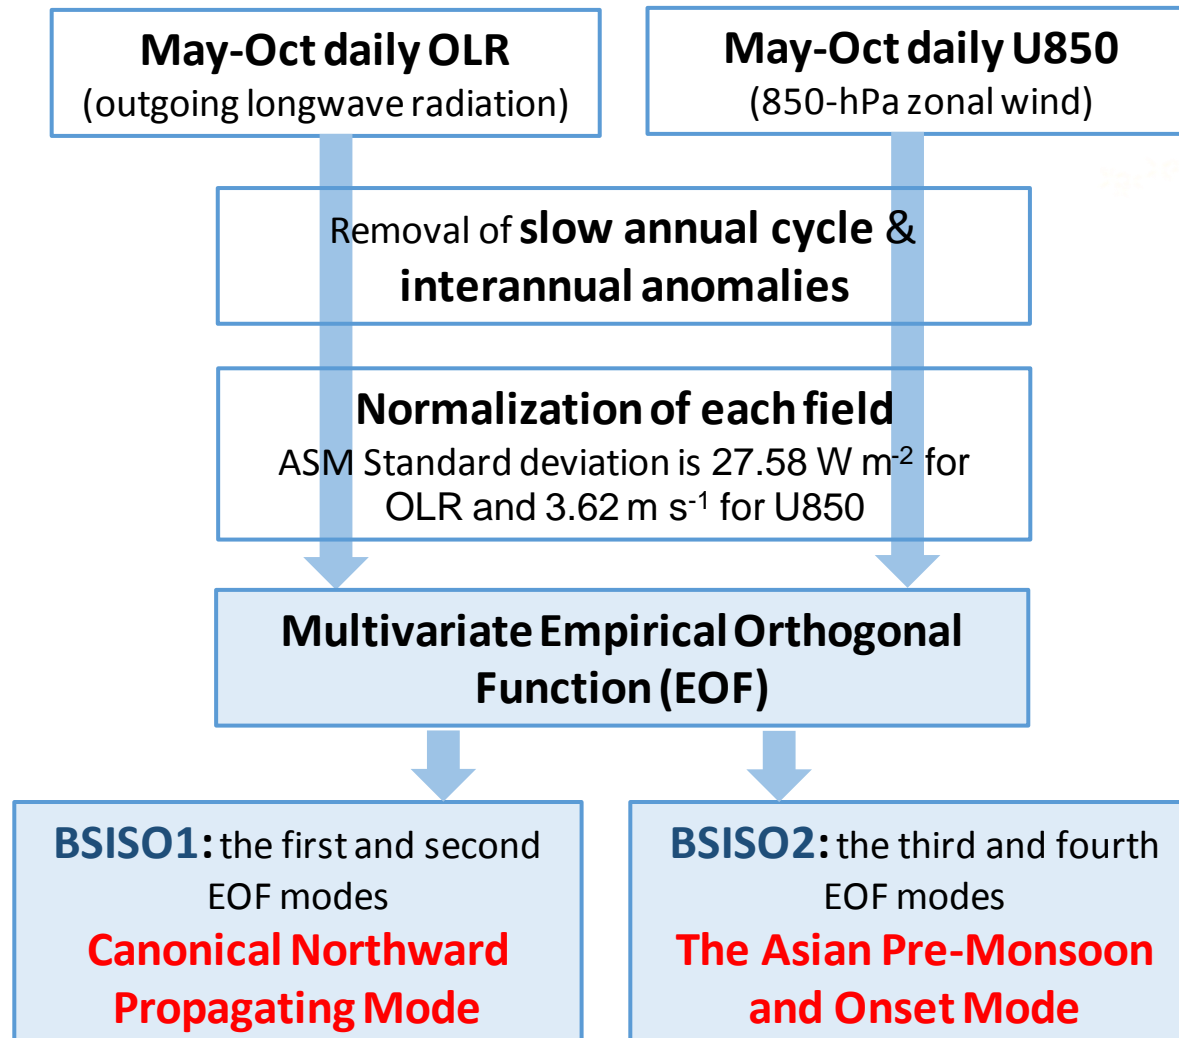 May-Oct daily OLR
(outgoing longwave radiation)
May-Oct daily U850
(850-hPa zonal wind)
Removal of slow annual cycle &
interannual anomalies
Normalization of each field
ASM Standard deviation is 27.58 W m⁻² for
OLR and 3.62 m s⁻¹ for U850
Multivariate Empirical Orthogonal
Function (EOF)
BSISO1: the first and second
EOF modes
Canonical Northward
Propagating Mode
BSISO2: the third and fourth
EOF modes
The Asian Pre-Monsoon
and Onset Mode